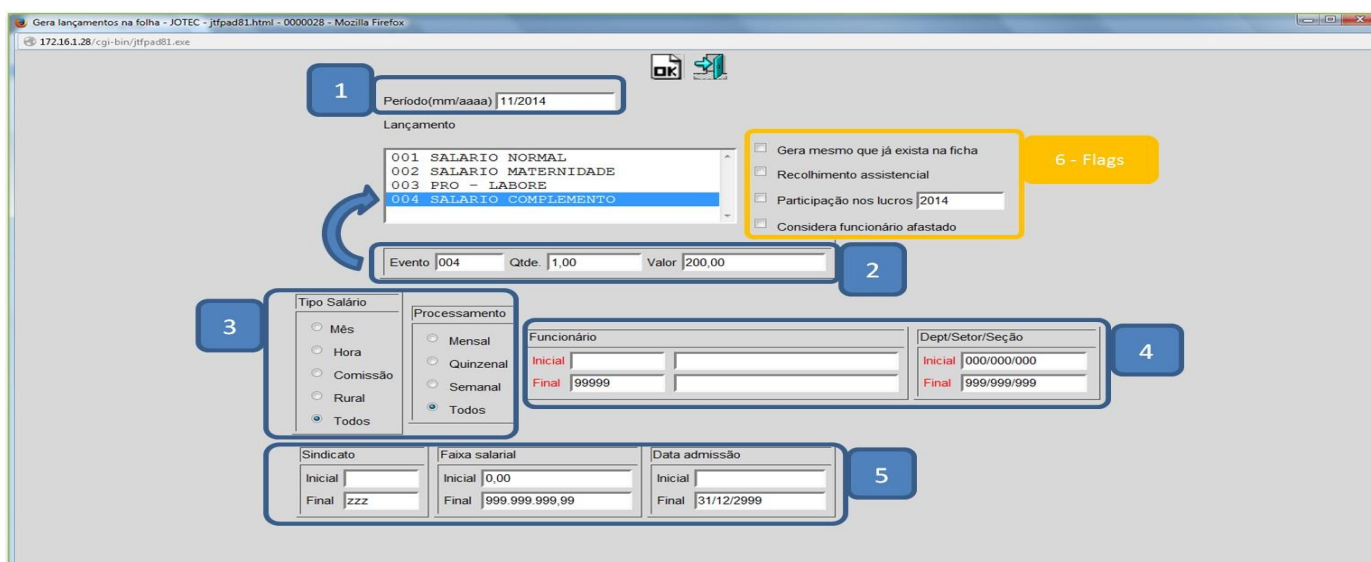 Gera lançamentos na folha - JOTEC - jtfpad81.html - 0000028 - Mozilla Firefox
172.16.1.28/cgi-bin/jtfpad81.exe
OK
1
Período(mm/aaaa) 11/2014
Lançamento
001 SALARIO NORMAL
002 SALARIO MATERNIDADE
003 PRO - LABORE
004 SALARIO COMPLEMENTO
Gera mesmo que já exista na ficha
Recolhimento assistencial
Participação nos lucros 2014
Considera funcionário afastado
6 - Flags
Evento 004 Qtde. 1,00 Valor 200,00
2
3
Tipo Salário
Mês
Hora
Comissão
Rural
Todos
Processamento
Mensal
Quinzenal
Semanal
Todos
Funcionário
Inicial
Final 99999
Dept/Setor/Seção
Inicial 000/000/000
Final 999/999/999
4
Sindicato
Inicial
Final zzz
Faixa salarial
Inicial 0,00
Final 999.999.999,99
Data admissão
Inicial
Final 31/12/2999
5